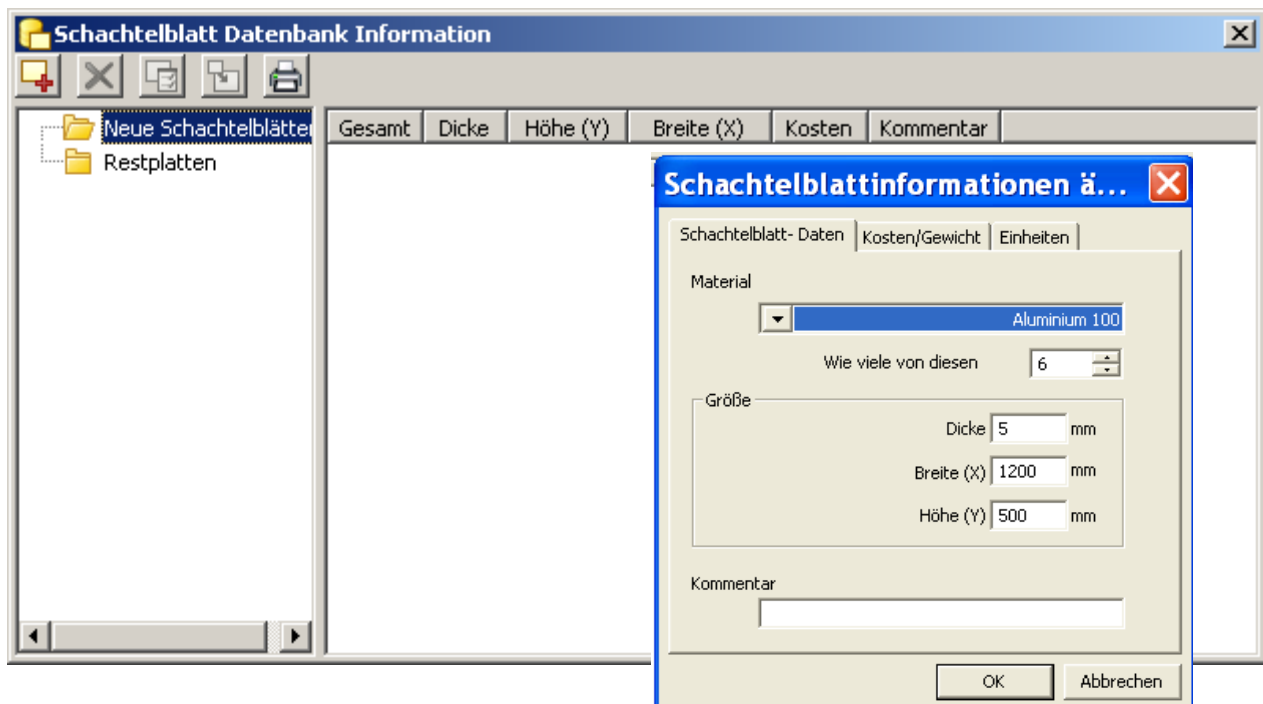 Schachtelblatt Datenbank Information
Neue Schachtelblätter
Restplatten
Gesamt Dicke Höhe (Y) Breite (X) Kosten Kommentar
Schachtelblattinformationen ä...
Schachtelblatt- Daten Kosten/Gewicht Einheiten
Material
Aluminium 100
Wie viele von diesen 6
Größe
Dicke 5 mm
Breite (X) 1200 mm
Höhe (Y) 500 mm
Kommentar
OK Abbrechen